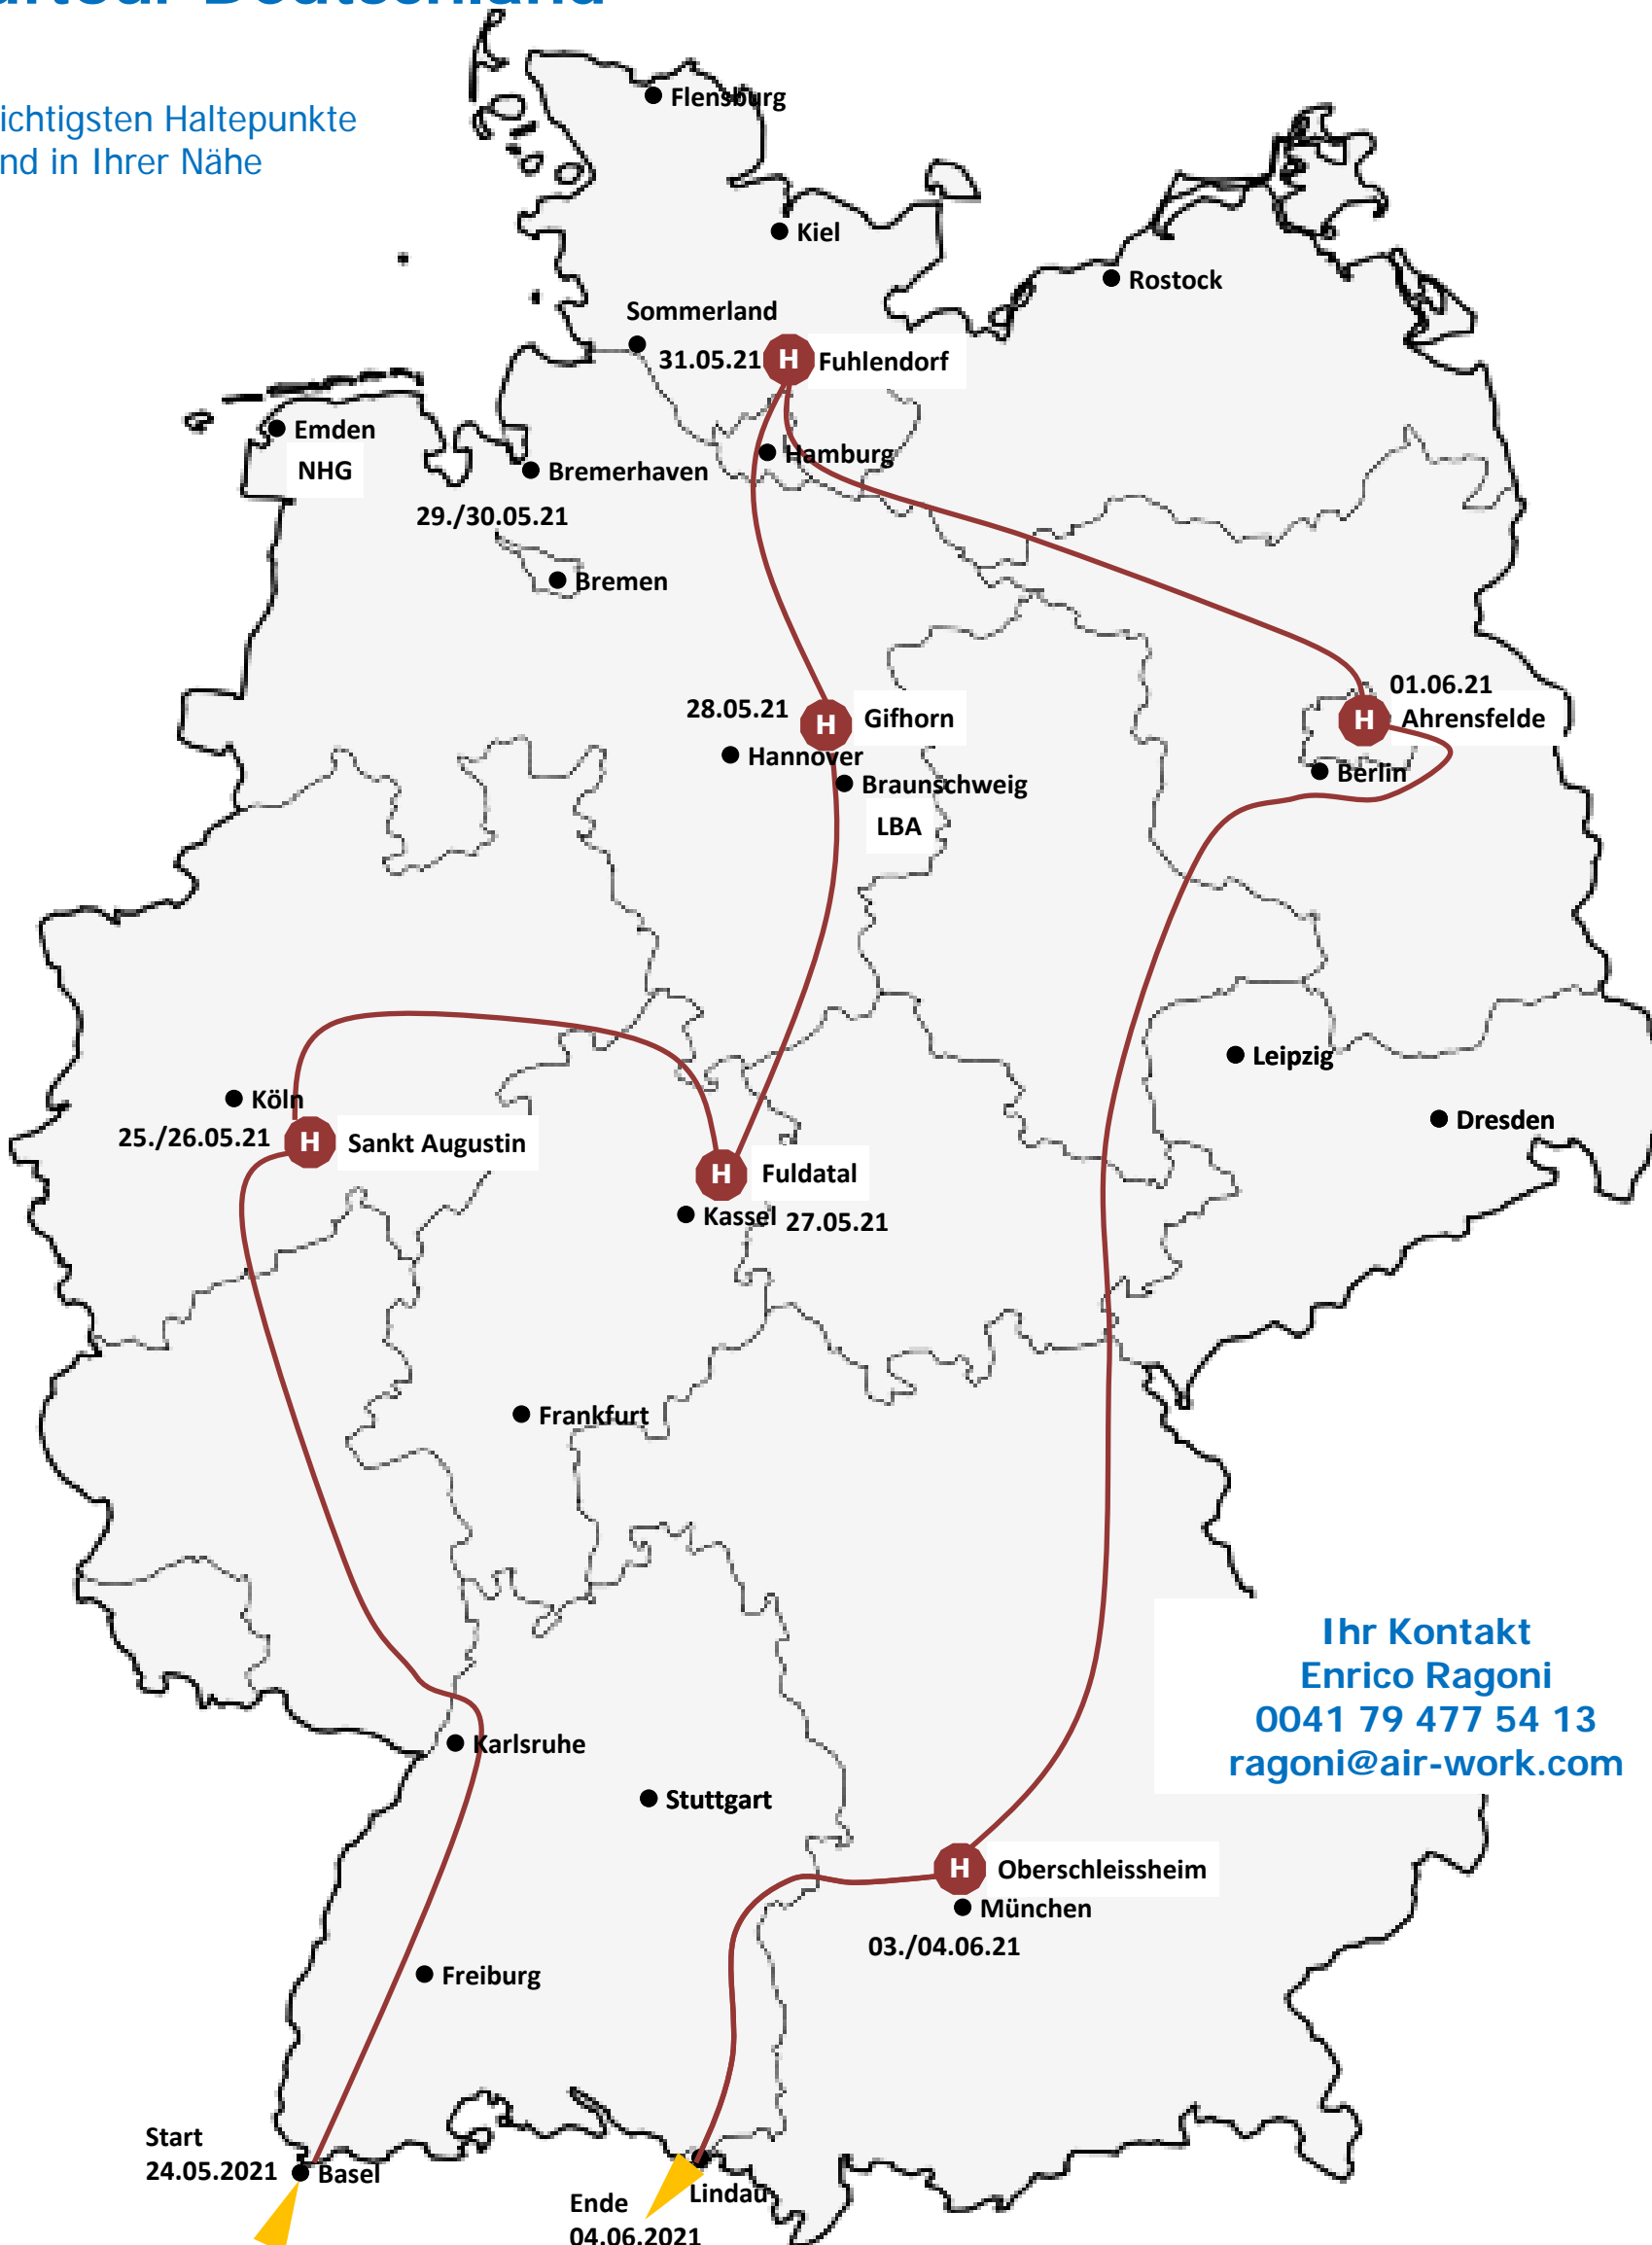 Deutschland
ichtigsten Haltepunkte
nd in Ihrer Nähe
Flensburg
Kiel
Rostock
Sommerland
31.05.21 H Fuhlendorf
Emden
NHG
Hamburg
Bremerhaven
29./30.05.21
Bremen
01.06.21
28.05.21 H Gifhorn
H Ahrensfelde
Hannover
Berlin
Braunschweig
LBA
Leipzig
Köln
Dresden
25./26.05.21 H Sankt Augustin
H Fuldatal
Kassel 27.05.21
Frankfurt
Ihr Kontakt
Enrico Ragoni
0041 79 477 54 13
ragoni@air-work.com
Karlsruhe
Stuttgart
H Oberschleissheim
München
03./04.06.21
Freiburg
Start
24.05.2021 Basel
Lindau
Ende
04.06.2021